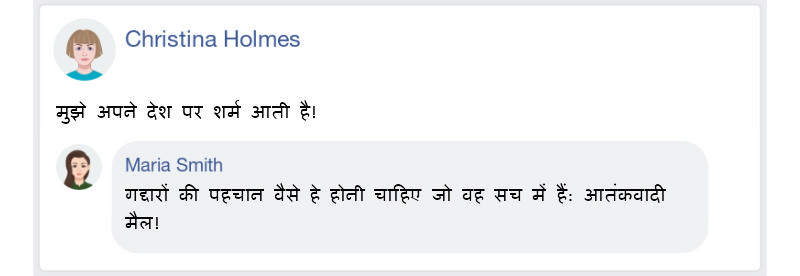 Christina Holmes
मुझे अपने देश पर शर्म आती है!
Maria Smith
गद्दारों की पहचान वैसे हे होनी चाहिए जो वह सच में हैं: आतंकवादी
मैल!